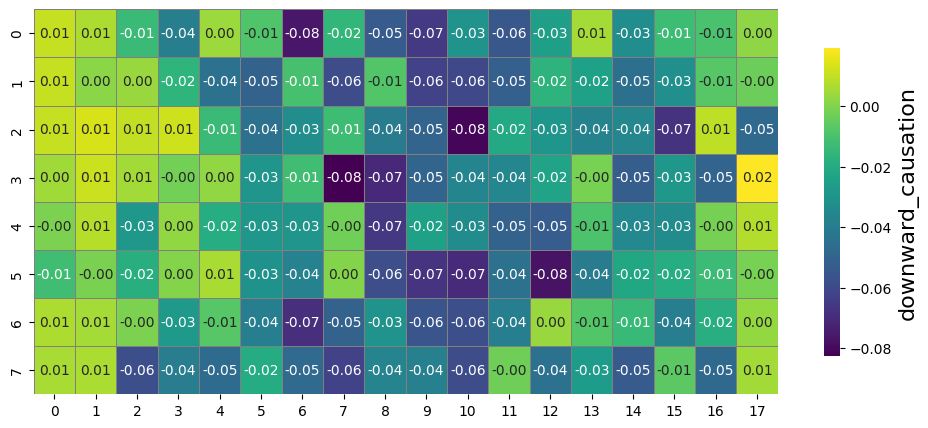 0 0.01 0.01 -0.01 -0.04 0.00 -0.01 -0.08 -0.02 -0.05 -0.07 -0.03 -0.06 -0.03 0.01 -0.03 -0.01 -0.01 0.00
1 0.01 0.00 0.00 -0.02 -0.04 -0.05 -0.01 -0.06 -0.01 -0.06 -0.06 -0.05 -0.02 -0.02 -0.05 -0.03 -0.01 -0.00
2 0.01 0.01 0.01 0.01 -0.01 -0.04 -0.03 -0.01 -0.04 -0.05 -0.08 -0.02 -0.03 -0.04 -0.04 -0.07 0.01 -0.05
3 0.00 0.01 0.01 -0.00 0.00 -0.03 -0.01 -0.08 -0.07 -0.05 -0.04 -0.04 -0.02 -0.00 -0.05 -0.03 -0.05 0.02
4 -0.00 0.01 -0.03 0.00 -0.02 -0.03 -0.03 -0.00 -0.07 -0.02 -0.03 -0.05 -0.05 -0.01 -0.03 -0.03 -0.00 0.01
5 -0.01 -0.00 -0.02 0.00 0.01 -0.03 -0.04 0.00 -0.06 -0.07 -0.07 -0.04 -0.08 -0.04 -0.02 -0.02 -0.01 -0.00
6 0.01 0.01 -0.00 -0.03 -0.01 -0.04 -0.07 -0.05 -0.03 -0.06 -0.06 -0.04 0.00 -0.01 -0.01 -0.04 -0.02 0.00
7 0.01 0.01 -0.06 -0.04 -0.05 -0.02 -0.05 -0.06 -0.04 -0.04 -0.06 -0.00 -0.04 -0.03 -0.05 -0.01 -0.05 0.01
0 1 2 3 4 5 6 7 8 9 10 11 12 13 14 15 16 17
0.00
−0.02
−0.04
−0.06
−0.08
downward_causation